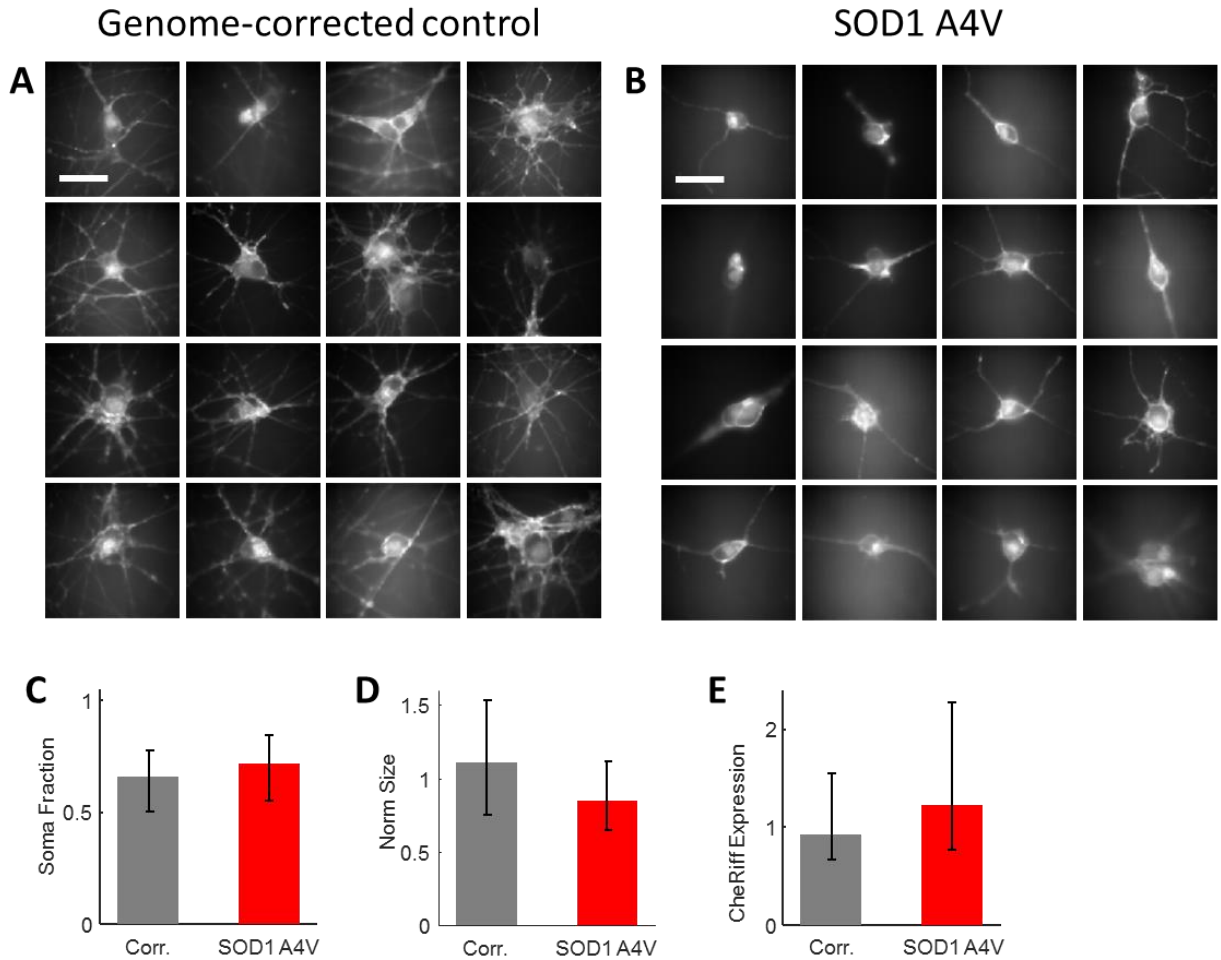 Genome-corrected control
SOD1 A4V
A
B
C
1
0.5
0
Soma Fraction
Corr.
SOD1 A4V
D
1.5
1
0.5
0
Norm Size
Corr.
SOD1 A4V
E
2
1
0
CheRiff Expression
Corr.
SOD1 A4V